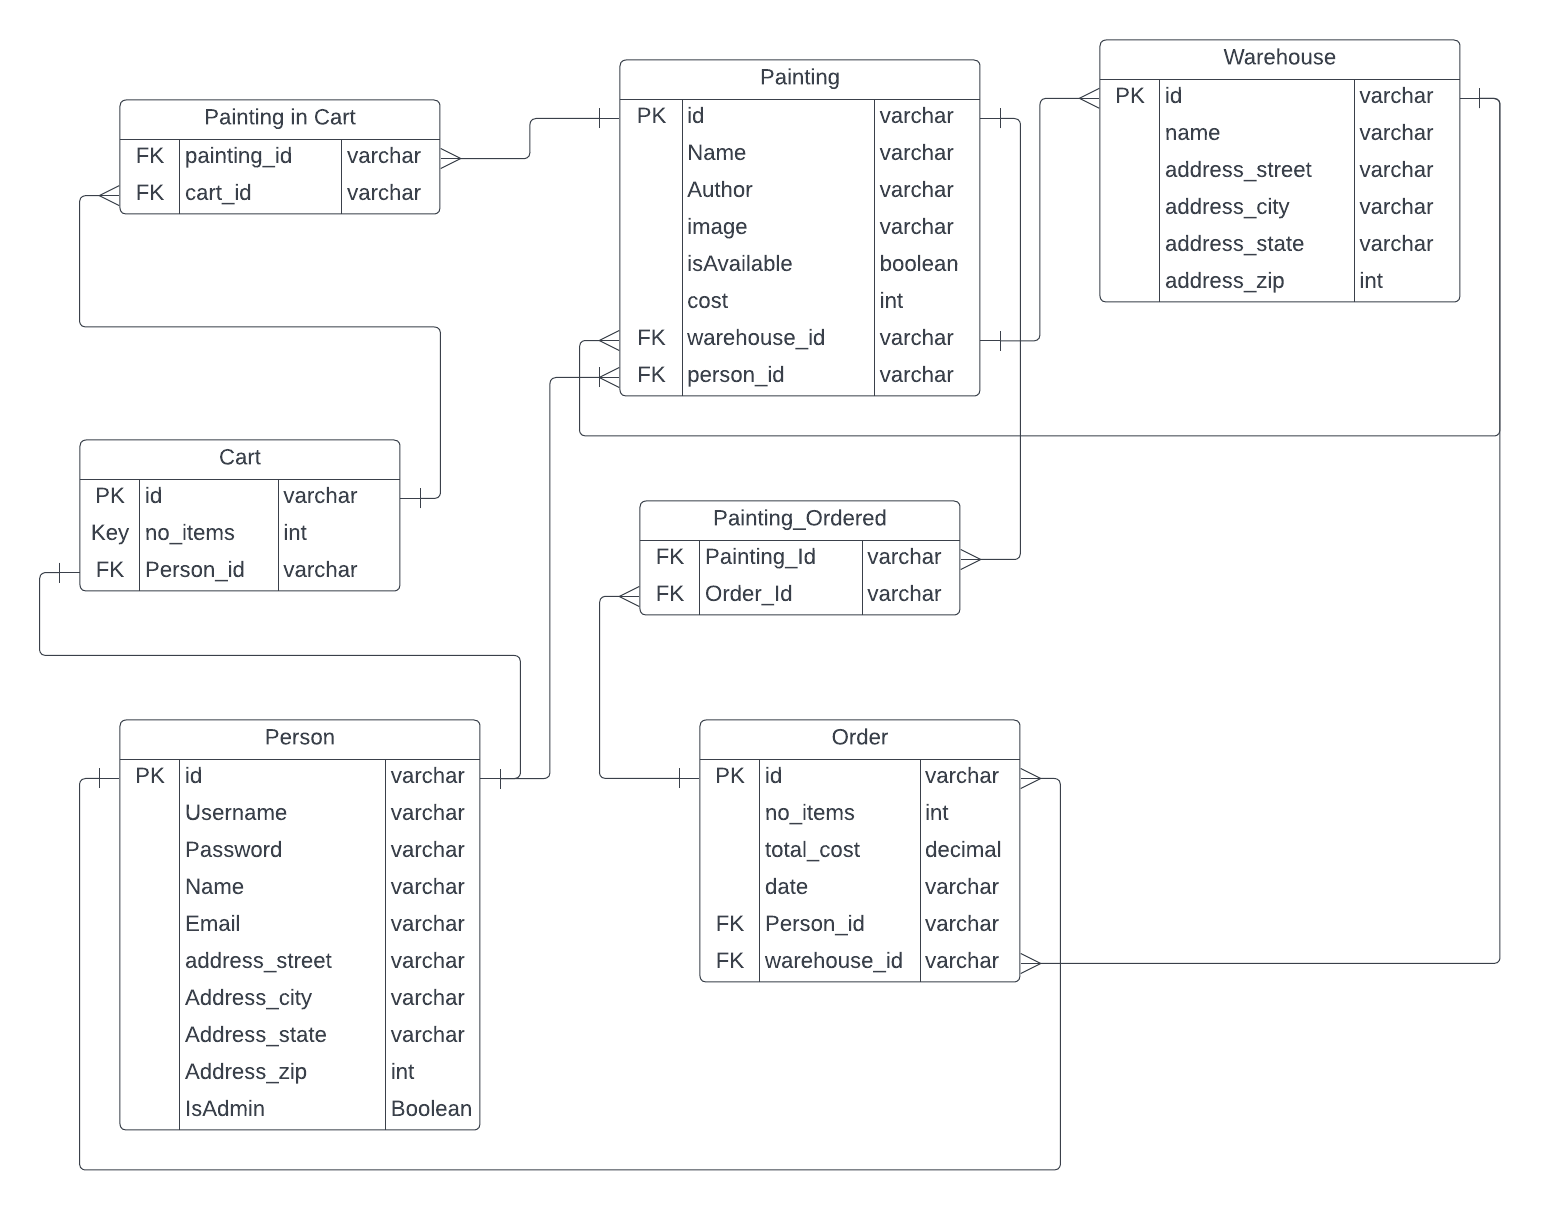 Painting in Cart
FK painting_id varchar
FK cart_id varchar
Painting
PK id varchar
Name varchar
Author varchar
image varchar
isAvailable boolean
cost int
FK warehouse_id varchar
FK person_id varchar
Warehouse
PK id varchar
name varchar
address_street varchar
address_city varchar
address_state varchar
address_zip int
Cart
PK id varchar
Key no_items int
FK Person_id varchar
Painting_Ordered
FK Painting_Id varchar
FK Order_Id varchar
Person
PK id varchar
Username varchar
Password varchar
Name varchar
Email varchar
address_street varchar
Address_city varchar
Address_state varchar
Address_zip int
IsAdmin Boolean
Order
PK id varchar
no_items int
total_cost decimal
date varchar
FK Person_id varchar
FK warehouse_id varchar